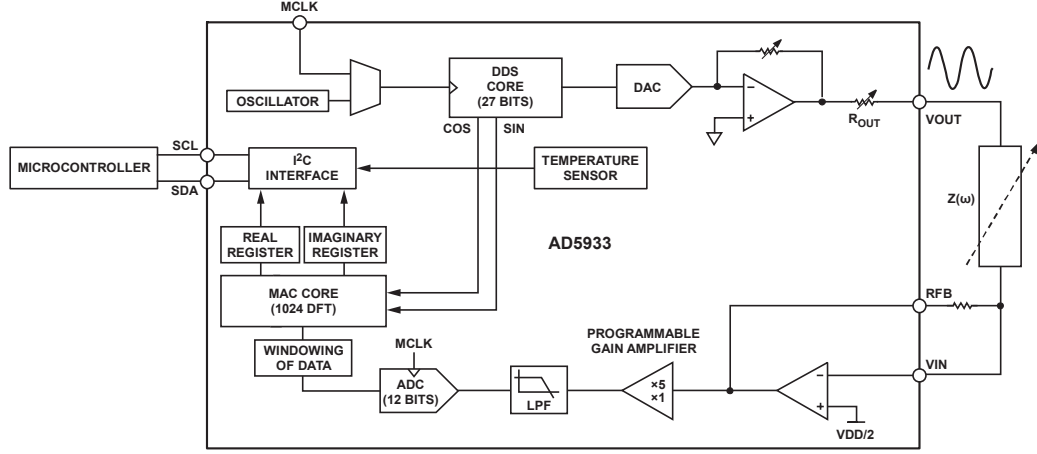 MCLK
OSCILLATOR
DDS
CORE
(27 BITS)
COS
SIN
DAC
−
+
ROUT
VOUT
MICROCONTROLLER
SCL
SDA
I2C
INTERFACE
TEMPERATURE
SENSOR
Z(ω)
REAL
REGISTER
IMAGINARY
REGISTER
AD5933
MAC CORE
(1024 DFT)
RFB
WINDOWING
OF DATA
MCLK
ADC
(12 BITS)
LPF
PROGRAMMABLE
GAIN AMPLIFIER
×5
×1
−
+
VIN
VDD/2